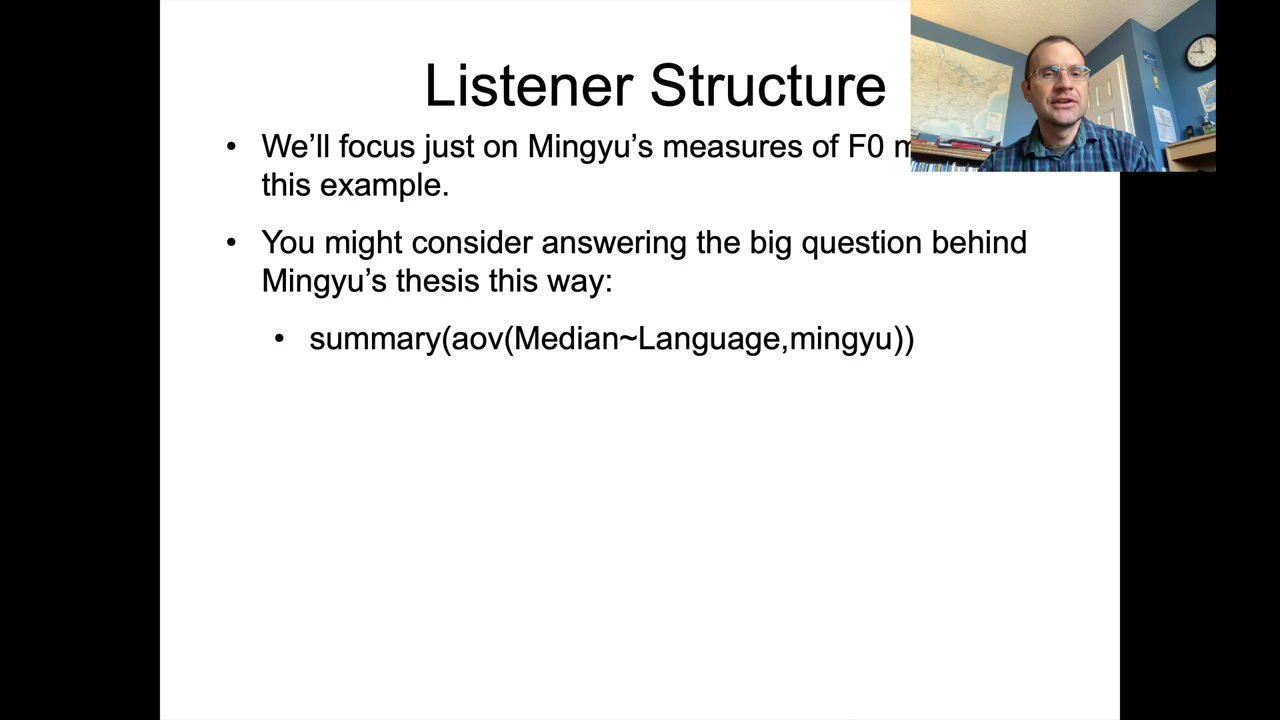 Listener Structure
• We’ll focus just on Mingyu’s measures of F0
this example.
• You might consider answering the big question behind
Mingyu’s thesis this way:
• summary(aov(Median~Language,mingyu))